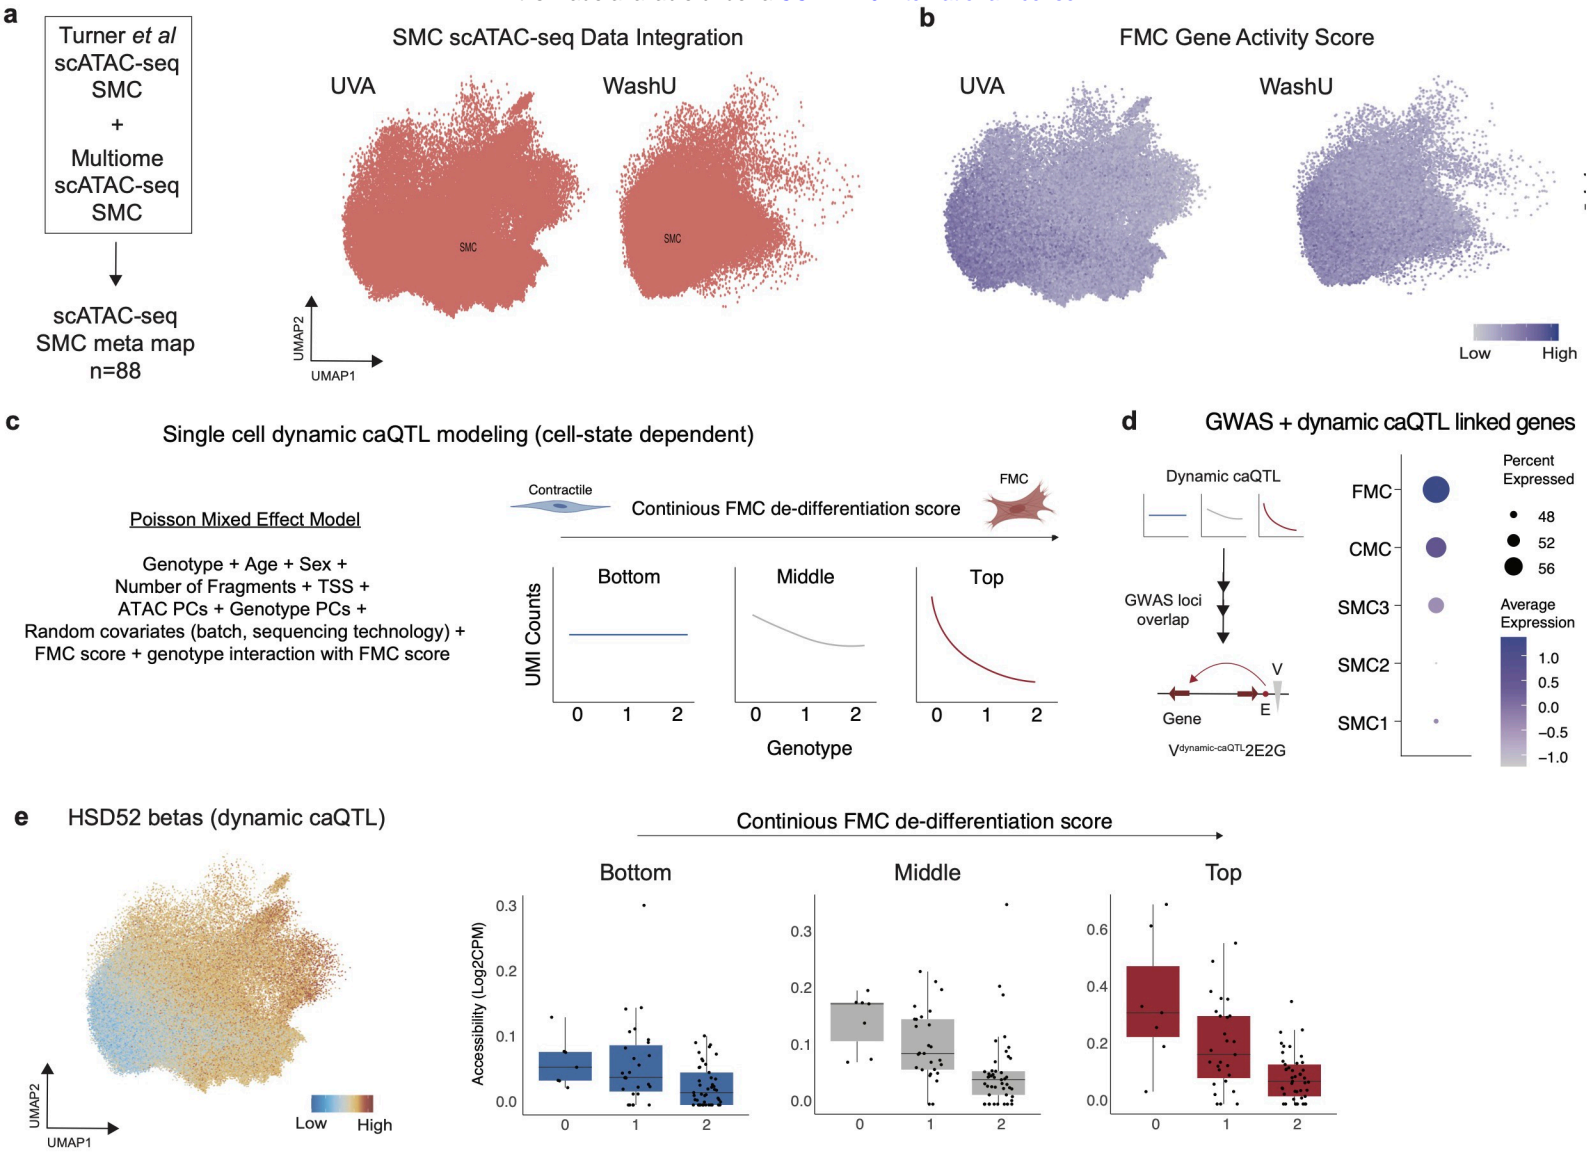 a
Turner et al
scATAC-seq
SMC
+
Multiome
scATAC-seq
SMC
scATAC-seq
SMC meta map
n=88
SMC scATAC-seq Data Integration
UVA
WashU
SMC
SMC
UMAP2
UMAP1
b
FMC Gene Activity Score
UVA
WashU
Low
High
c
Single cell dynamic caQTL modeling (cell-state dependent)
Poisson Mixed Effect Model
Genotype + Age + Sex +
Number of Fragments + TSS +
ATAC PCs + Genotype PCs +
Random covariates (batch, sequencing technology) +
FMC score + genotype interaction with FMC score
Contractile
Continious FMC de-differentiation score
FMC
UMI Counts
Bottom
Middle
Top
0 1 2
0 1 2
0 1 2
Genotype
d
GWAS + dynamic caQTL linked genes
Dynamic caQTL
GWAS loci
overlap
V
E
Gene
Vdynamic-caQTL2E2G
FMC
CMC
SMC3
SMC2
SMC1
Percent
Expressed
48
52
56
Average
Expression
1.0
0.5
0.0
−0.5
−1.0
e
HSD52 betas (dynamic caQTL)
UMAP2
UMAP1
Low
High
Continious FMC de-differentiation score
Bottom
Middle
Top
Accessibility (Log2CPM)
0.3
0.2
0.1
0.0
0 1 2
0.3
0.2
0.1
0.0
0 1 2
0.6
0.4
0.2
0.0
0 1 2